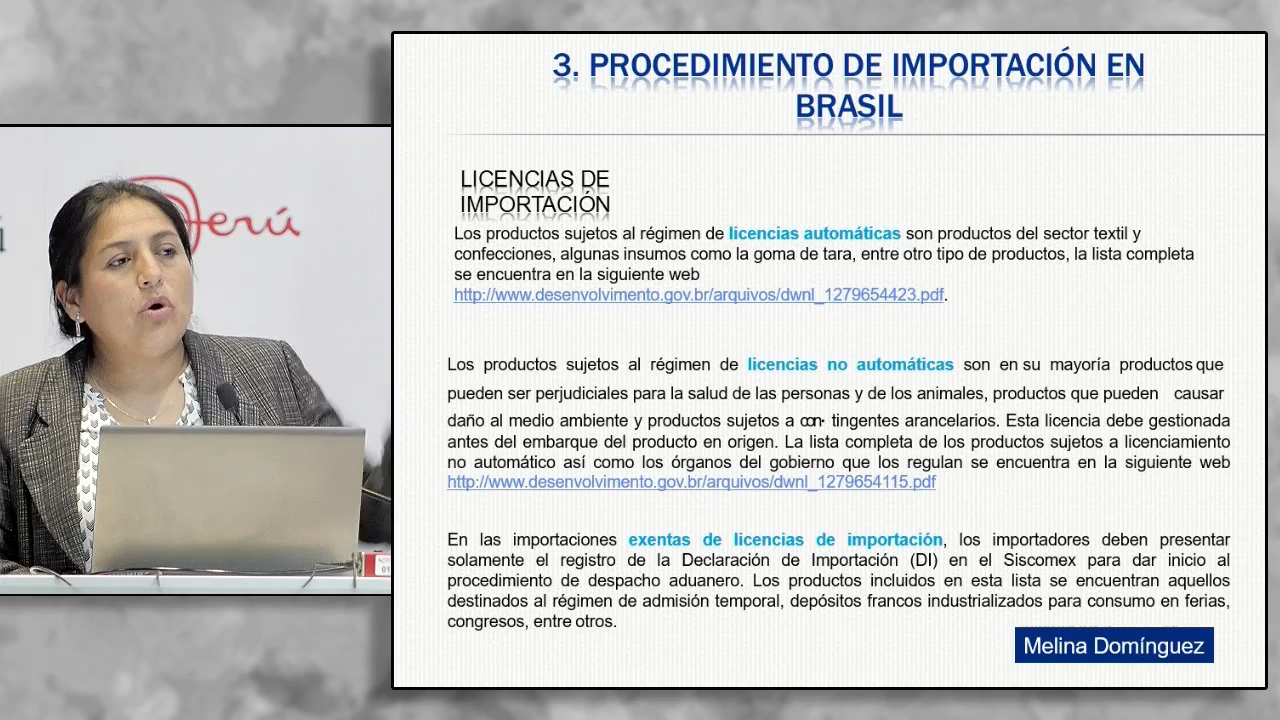 3. PROCEDIMIENTO DE IMPORTACIÓN EN
BRASIL
LICENCIAS DE
IMPORTACIÓN
Los productos sujetos al régimen de licencias automáticas son productos del sector textil y
confecciones, algunas insumos como la goma de tara, entre otro tipo de productos, la lista completa
se encuentra en la siguiente web
http://www.desenvolvimento.gov.br/arquivos/dwnl_1279654423.pdf.
Los productos sujetos al régimen de licencias no automáticas son en su mayoría productos que
pueden ser perjudiciales para la salud de las personas y de los animales, productos que pueden causar
daño al medio ambiente y productos sujetos a con- tingentes arancelarios. Esta licencia debe gestionada
antes del embarque del producto en origen. La lista completa de los productos sujetos a licenciamiento
no automático así como los órganos del gobierno que los regulan se encuentra en la siguiente web
http://www.desenvolvimento.gov.br/arquivos/dwnl_1279654115.pdf
En las importaciones exentas de licencias de importación, los importadores deben presentar
solamente el registro de la Declaración de Importación (DI) en el Siscomex para dar inicio al
procedimiento de despacho aduanero. Los productos incluidos en esta lista se encuentran aquellos
destinados al régimen de admisión temporal, depósitos francos industrializados para consumo en ferias,
congresos, entre otros.
Melina Domínguez
Perú